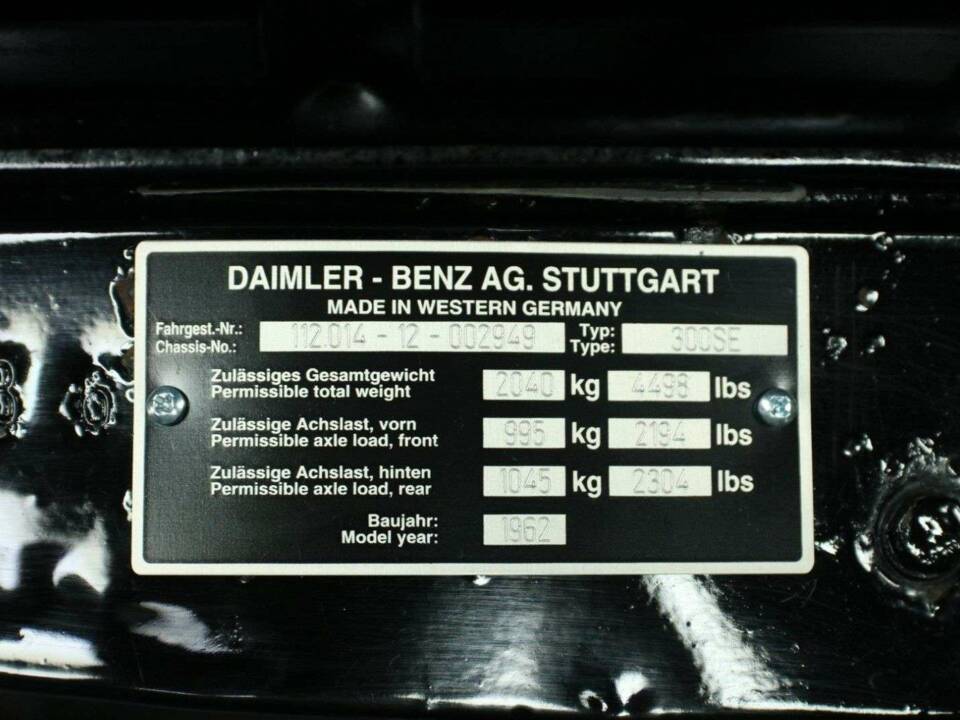 DAIMLER - BENZ AG. STUTTGART
MADE IN WESTERN GERMANY
Fahrgest.-Nr.: 112.014 - 12 - 002949 Typ: 300SE
Chassis-No.: Type:
Zulässiges Gesamtgewicht
Permissible total weight 2040 kg 4498 lbs
Zulässige Achslast, vorn
Permissible axle load, front 995 kg 2194 lbs
Zulässige Achslast, hinten
Permissible axle load, rear 1045 kg 2304 lbs
Baujahr:
Model year: 1962